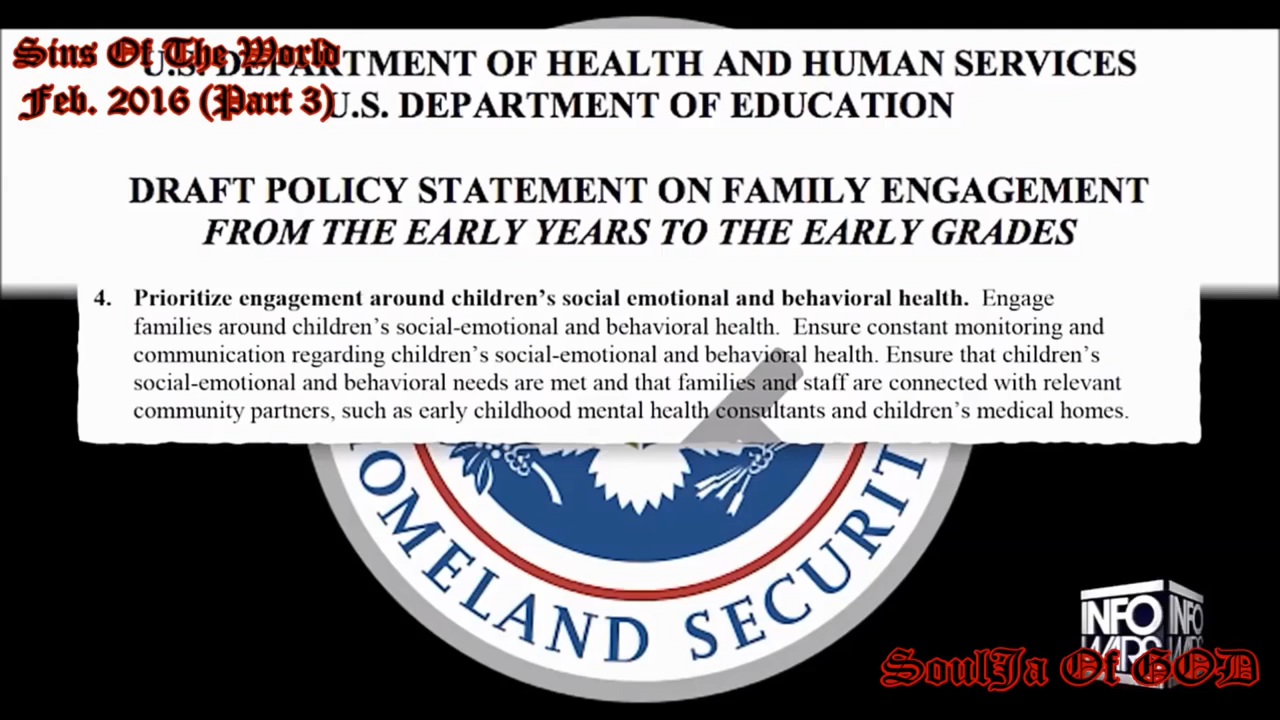 Sins Of The World
Feb. 2016 (Part 3)
U.S. DEPARTMENT OF HEALTH AND HUMAN SERVICES
U.S. DEPARTMENT OF EDUCATION
DRAFT POLICY STATEMENT ON FAMILY ENGAGEMENT
FROM THE EARLY YEARS TO THE EARLY GRADES
4. Prioritize engagement around children’s social emotional and behavioral health. Engage
families around children’s social-emotional and behavioral health. Ensure constant monitoring and
communication regarding children’s social-emotional and behavioral health. Ensure that children’s
social-emotional and behavioral needs are met and that families and staff are connected with relevant
community partners, such as early childhood mental health consultants and children’s medical homes.
OMELAND SECURIT
INFO INFO
WARS WARS
SoulJa Of GOD